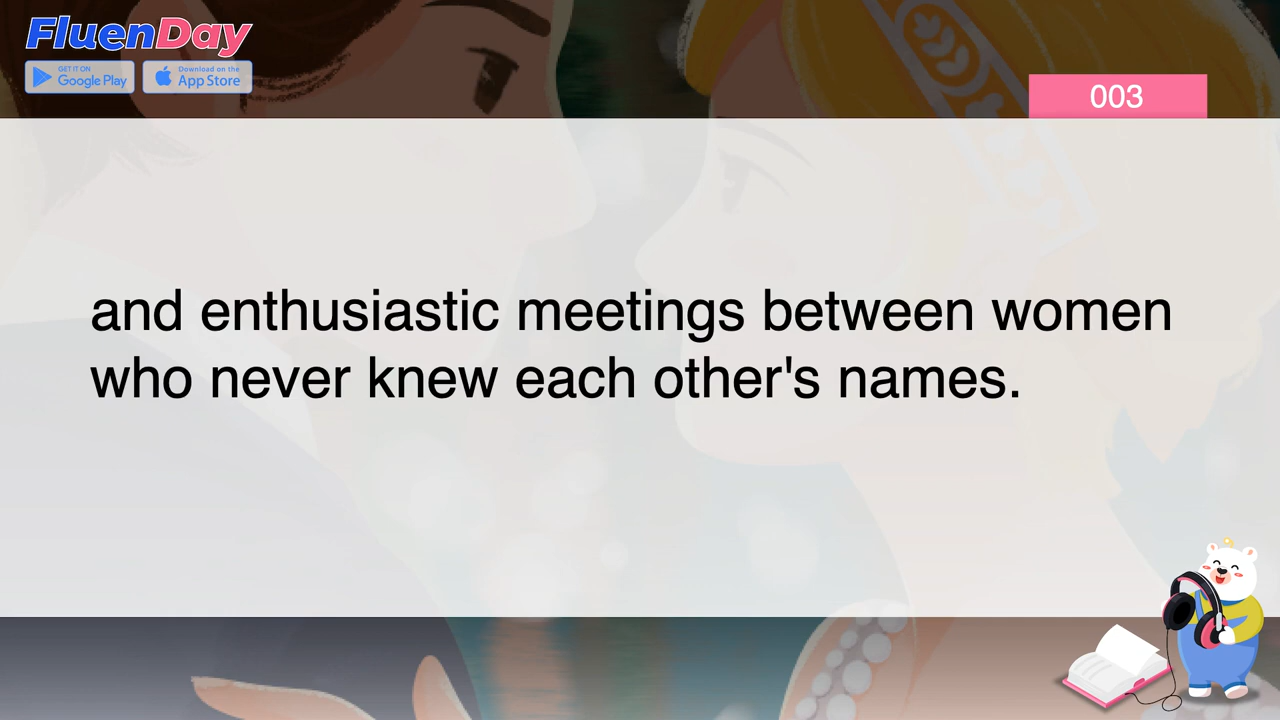 FluenDay
GET IT ON
Google Play
Download on the
App Store
003
and enthusiastic meetings between women
who never knew each other's names.